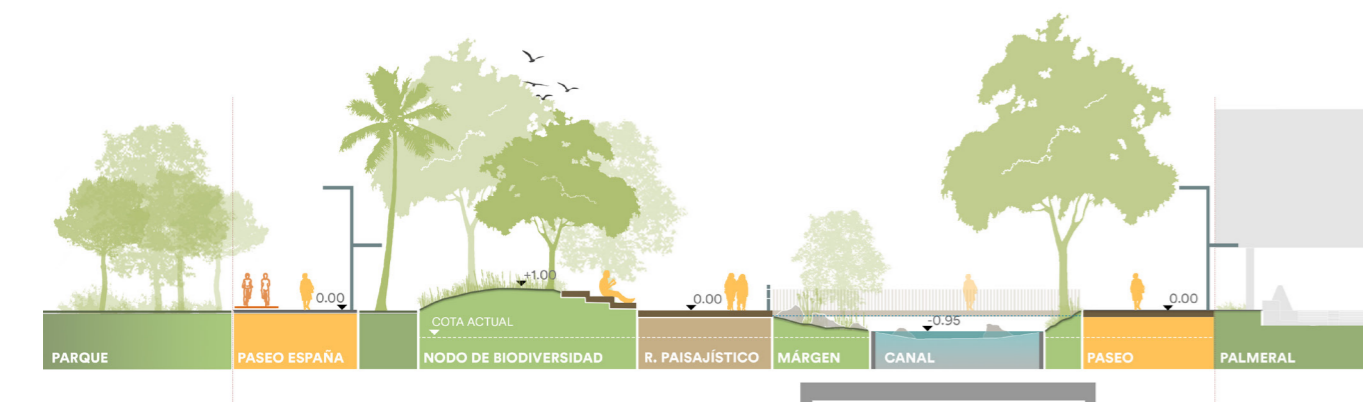 +1.00
0.00
0.00
0.00
-0.95
COTA ACTUAL
PARQUE
PASEO ESPAÑA
NODO DE BIODIVERSIDAD
R. PAISAJÍSTICO
MÁRGEN
CANAL
PASEO
PALMERAL